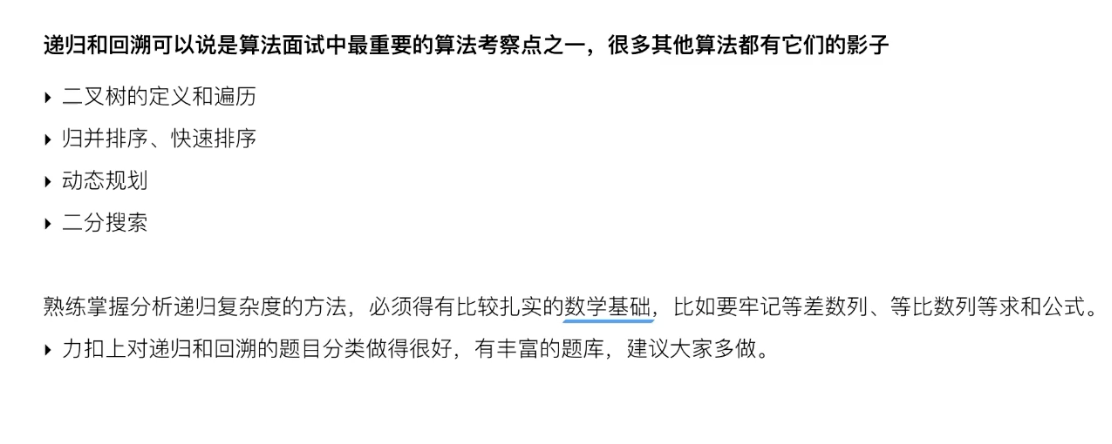 递归和回溯可以说是算法面试中最重要的算法考察点之一，很多其他算法都有它们的影子
二叉树的定义和遍历
归并排序、快速排序
动态规划
二分搜索
熟练掌握分析递归复杂度的方法，必须得有比较扎实的数学基础，比如要牢记等差数列、等比数列等求和公式。
力扣上对递归和回溯的题目分类做得很好，有丰富的题库，建议大家多做。